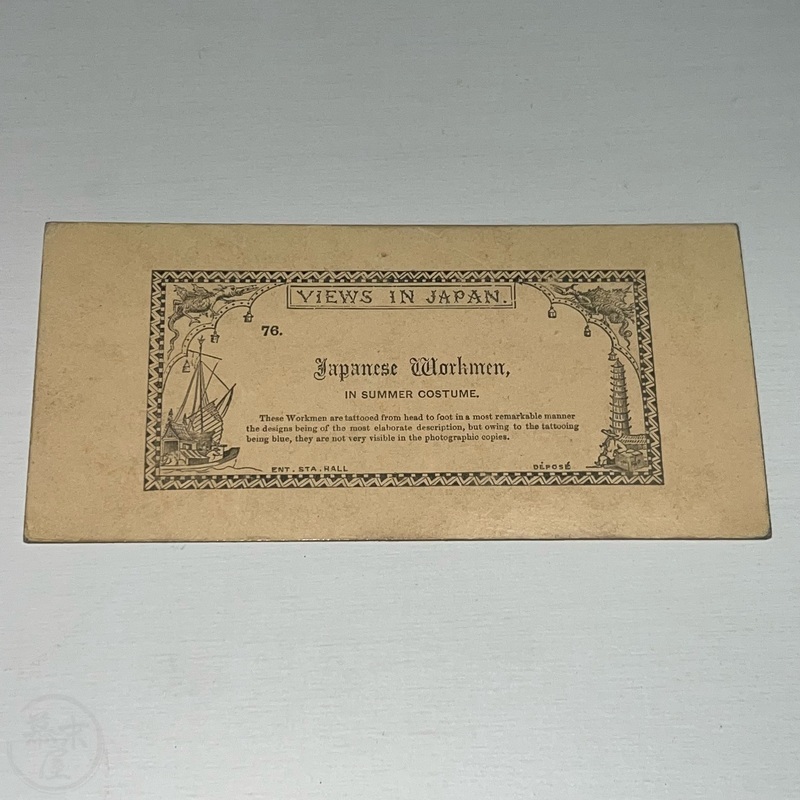 VIEWS IN JAPAN.
76.
Japanese Workmen,
IN SUMMER COSTUME.
These Workmen are tattooed from head to foot in a most remarkable manner
the designs being of the most elaborate description, but owing to the tattooing
being blue, they are not very visible in the photographic copies.
ENT. STA. HALL
DÉPOSÉ